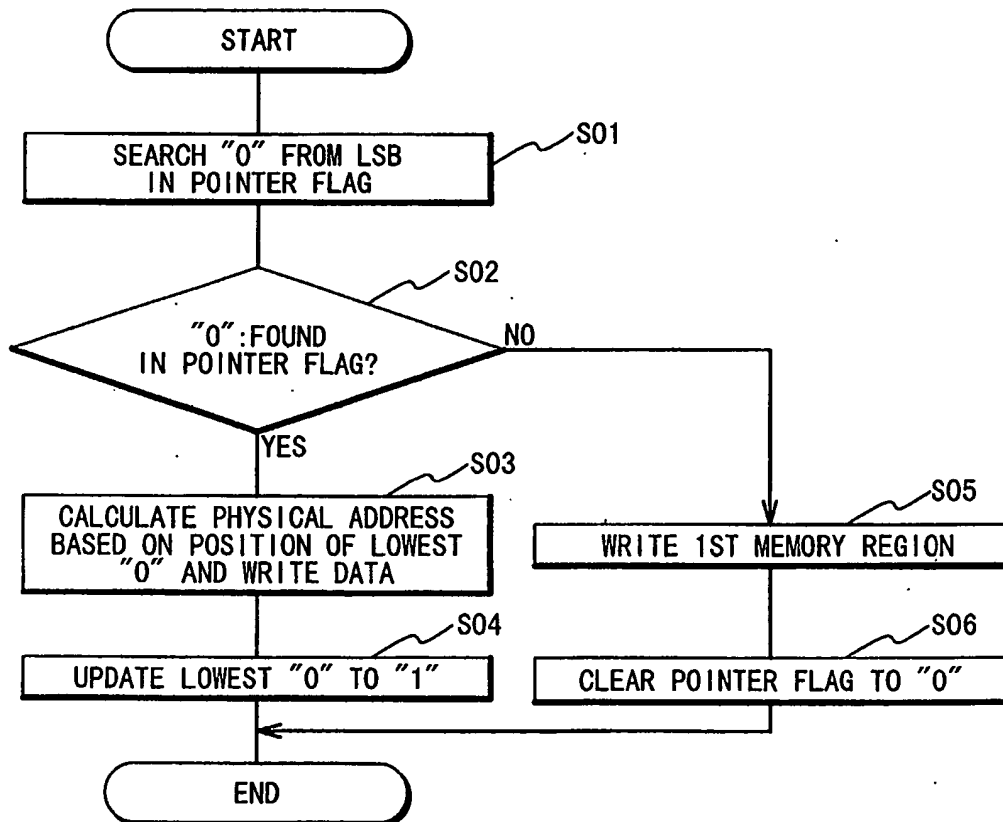 START
S01
SEARCH "0" FROM LSB
IN POINTER FLAG
S02
"0":FOUND
IN POINTER FLAG?
NO
YES
S03
CALCULATE PHYSICAL ADDRESS
BASED ON POSITION OF LOWEST
"0" AND WRITE DATA
S05
WRITE 1ST MEMORY REGION
S04
UPDATE LOWEST "0" TO "1"
S06
CLEAR POINTER FLAG TO "0"
END